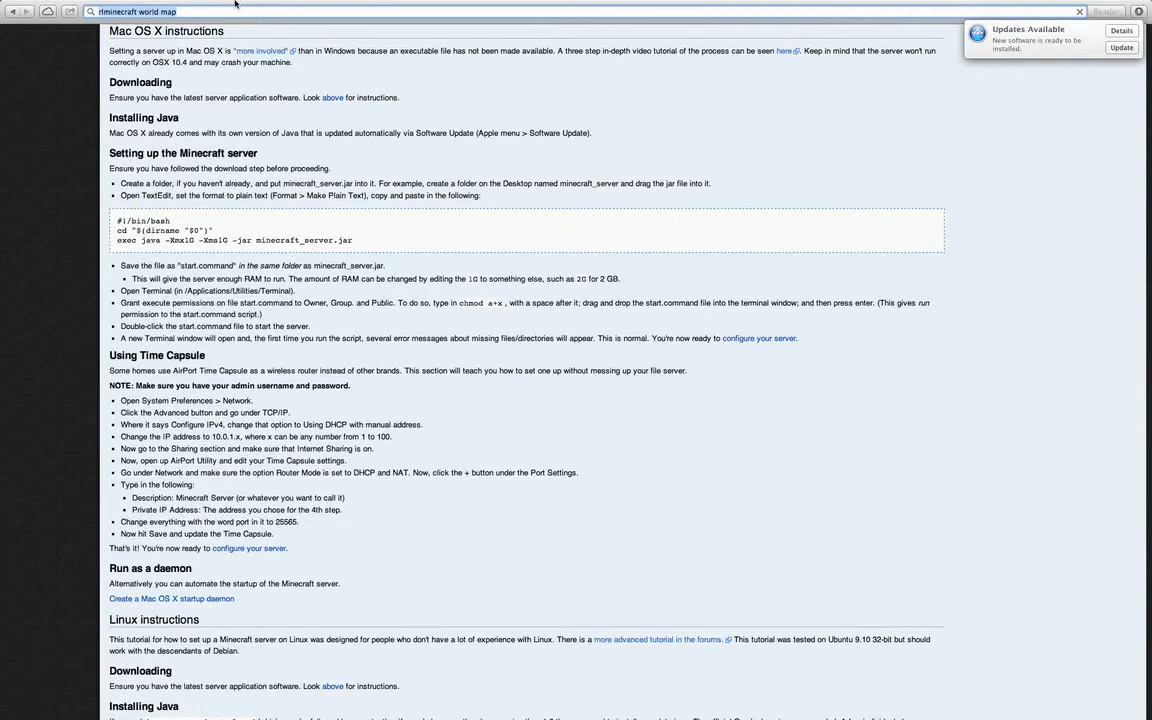 r|minecraft world map
Reader
Updates Available
New software is ready to be
installed.
Details
Update
Mac OS X instructions
Setting a server up in Mac OS X is "more involved" than in Windows because an executable file has not been made available. A three step in-depth video tutorial of the process can be seen here. Keep in mind that the server won't run
correctly on OSX 10.4 and may crash your machine.
Downloading
Ensure you have the latest server application software. Look above for instructions.
Installing Java
Mac OS X already comes with its own version of Java that is updated automatically via Software Update (Apple menu > Software Update).
Setting up the Minecraft server
Ensure you have followed the download step before proceeding.
Create a folder, if you haven't already, and put minecraft_server.jar into it. For example, create a folder on the Desktop named minecraft_server and drag the jar file into it.
Open TextEdit, set the format to plain text (Format > Make Plain Text), copy and paste in the following:
#!/bin/bash
cd "$(dirname "$0")"
exec java -Xmx1G -Xms1G -jar minecraft_server.jar
Save the file as "start.command" in the same folder as minecraft_server.jar.
This will give the server enough RAM to run. The amount of RAM can be changed by editing the 1G to something else, such as 2G for 2 GB.
Open Terminal (in /Applications/Utilities/Terminal).
Grant execute permissions on file start.command to Owner, Group. and Public. To do so, type in chmod a+x , with a space after it; drag and drop the start.command file into the terminal window; and then press enter. (This gives run
permission to the start.command script.)
Double-click the start.command file to start the server.
A new Terminal window will open and, the first time you run the script, several error messages about missing files/directories will appear. This is normal. You're now ready to configure your server.
Using Time Capsule
Some homes use AirPort Time Capsule as a wireless router instead of other brands. This section will teach you how to set one up without messing up your file server.
NOTE: Make sure you have your admin username and password.
Open System Preferences > Network.
Click the Advanced button and go under TCP/IP.
Where it says Configure IPv4, change that option to Using DHCP with manual address.
Change the IP address to 10.0.1.x, where x can be any number from 1 to 100.
Now go to the Sharing section and make sure that Internet Sharing is on.
Now, open up AirPort Utility and edit your Time Capsule settings.
Go under Network and make sure the option Router Mode is set to DHCP and NAT. Now, click the + button under the Port Settings.
Type in the following:
Description: Minecraft Server (or whatever you want to call it)
Private IP Address: The address you chose for the 4th step.
Change everything with the word port in it to 25565.
Now hit Save and update the Time Capsule.
That's it! You're now ready to configure your server.
Run as a daemon
Alternatively you can automate the startup of the Minecraft server.
Create a Mac OS X startup daemon
Linux instructions
This tutorial for how to set up a Minecraft server on Linux was designed for people who don't have a lot of experience with Linux. There is a more advanced tutorial in the forums. This tutorial was tested on Ubuntu 9.10 32-bit but should
work with the descendants of Debian.
Downloading
Ensure you have the latest server application software. Look above for instructions.
Installing Java